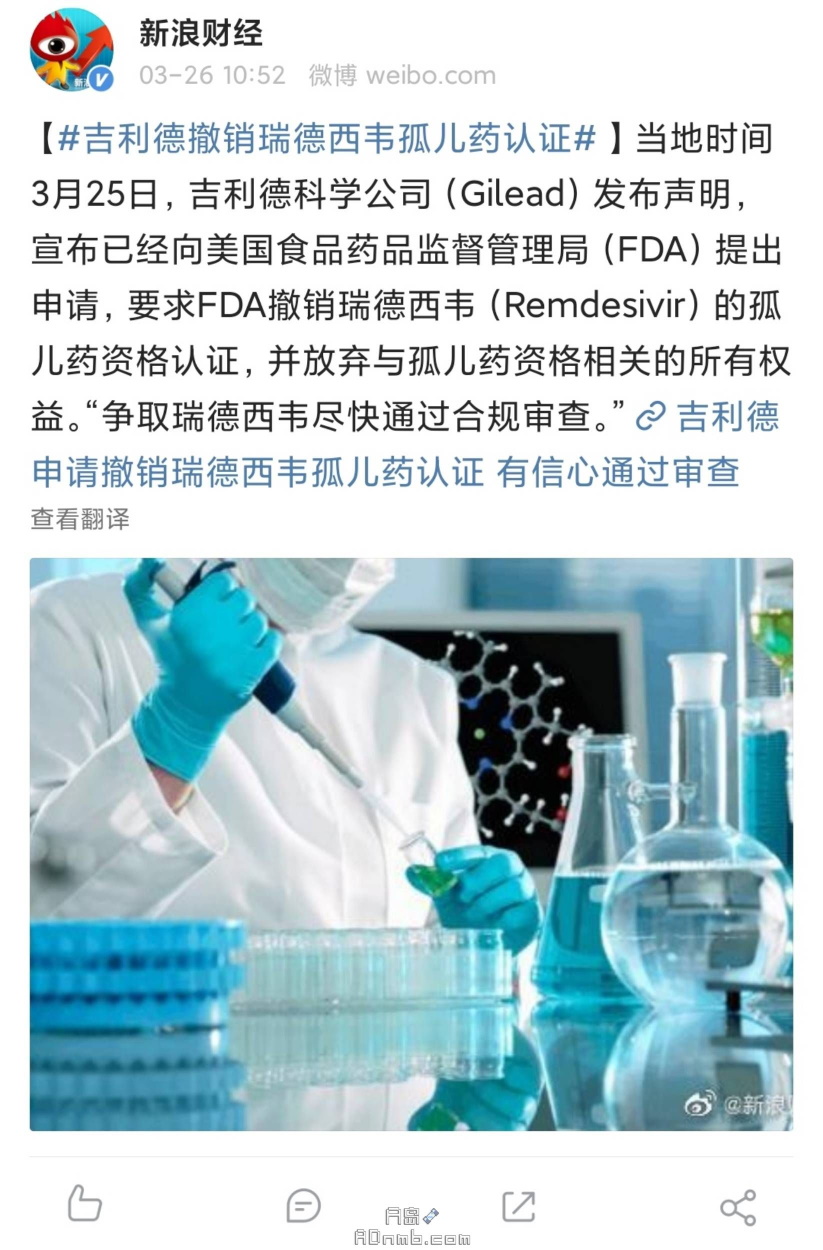 新浪财经
03-26 10:52 微博 weibo.com
【#吉利德撤销瑞德西韦孤儿药认证# 】当地时间
3月25日，吉利德科学公司（Gilead）发布声明，
宣布已经向美国食品药品监督管理局（FDA）提出
申请，要求FDA撤销瑞德西韦（Remdesivir）的孤
儿药资格认证，并放弃与孤儿药资格相关的所有权
益。“争取瑞德西韦尽快通过合规审查。” 吉利德
申请撤销瑞德西韦孤儿药认证 有信心通过审查
查看翻译
@新浪
A岛
ADnmb.com